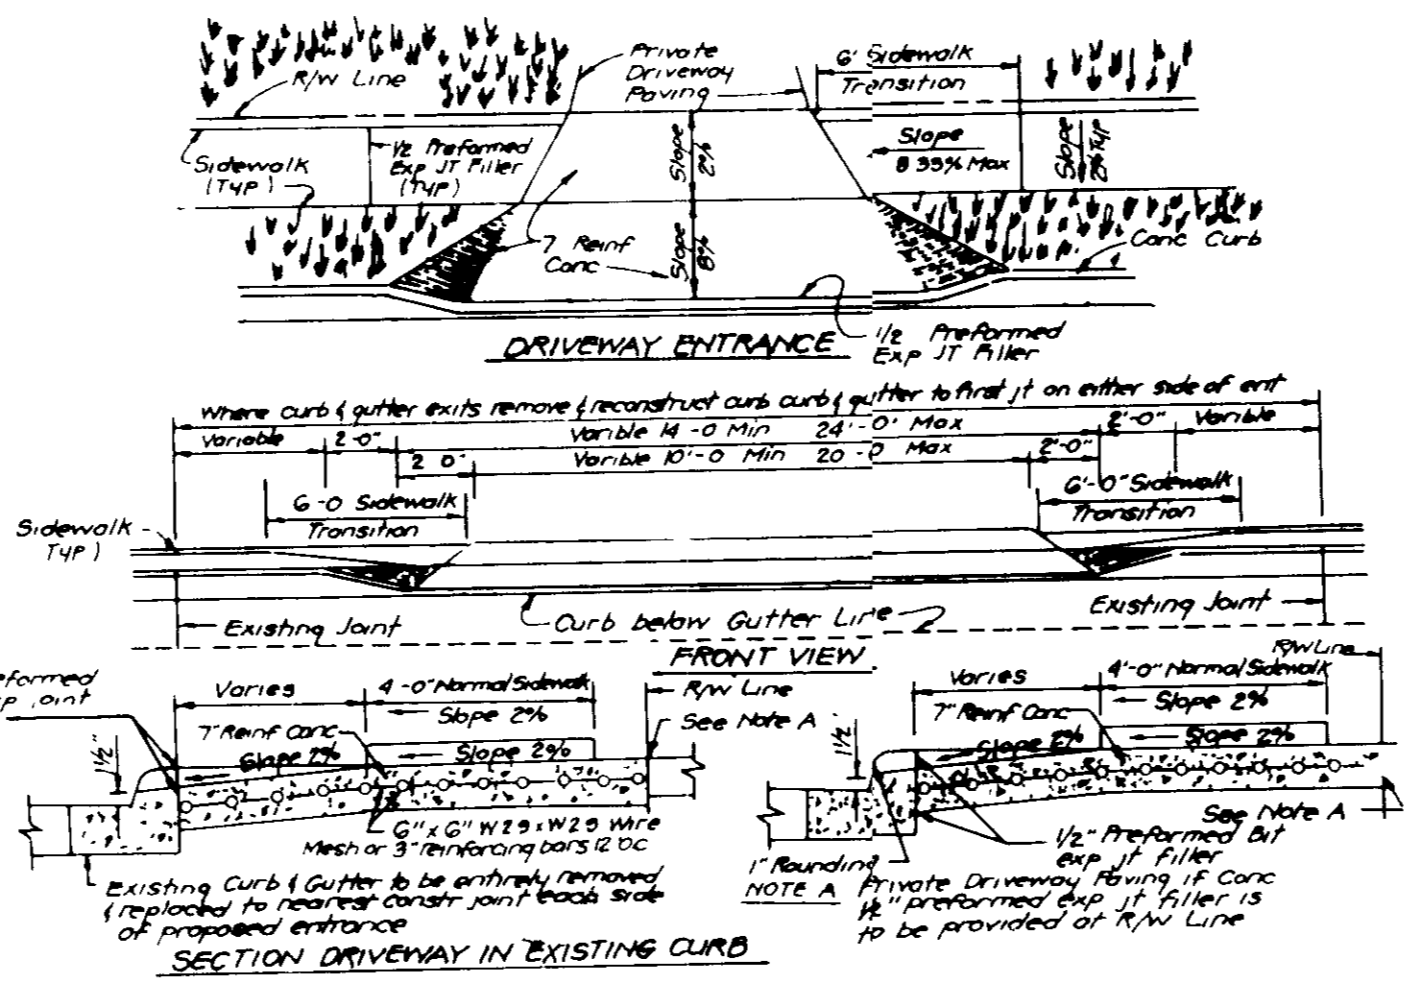 Private
Driveway
Paving
R/W Line
6' Sidewalk
Transition
Sidewalk
(Typ)
1/2 Preformed
Exp JT Filler
(Typ)
Slope
2%
Slope
8 33% Max
Slope
2% Typ
7 Reinf
Conc
Slope
8%
Conc Curb
DRIVEWAY ENTRANCE
1/2 Preformed
Exp JT Filler
Where curb & gutter exits remove & reconstruct curb curb & gutter to first jt on either side of ent
Variable
2'-0"
Varible 14 -0 Min 24'-0' Max
2'-0"
Varible
2 0"
Varible 10'-0 Min 20 -0 Max
2'-0"
6 -0 Sidewalk
Transition
6'-0" Sidewalk
Transition
Sidewalk
Typ)
Existing Joint
Curb below Gutter Line
Existing Joint
FRONT VIEW
eformed
p joint
Varies
4 -0" Normal Sidewalk
Slope 2%
R/W Line
See Note A
7" Reinf Conc
Slope 2%
Slope 2%
1½"
6" x 6" W29 x W29 Wire
Mesh or 3" reinforcing bars 12"OC
Existing Curb & Gutter to be entirely removed
& replaced to nearest constr joint each side
of proposed entrance
SECTION DRIVEWAY IN EXISTING CURB
R/W Line
Varies
4'-0" Normal Sidewalk
Slope 2%
7" Reinf Conc
Slope 2%
Slope 2%
1½"
See Note A
1/2" Preformed Bit
exp jt filler
1" Rounding
NOTE A Private Driveway Paving if Conc
½" preformed exp jt filler is
to be provided at R/W Line